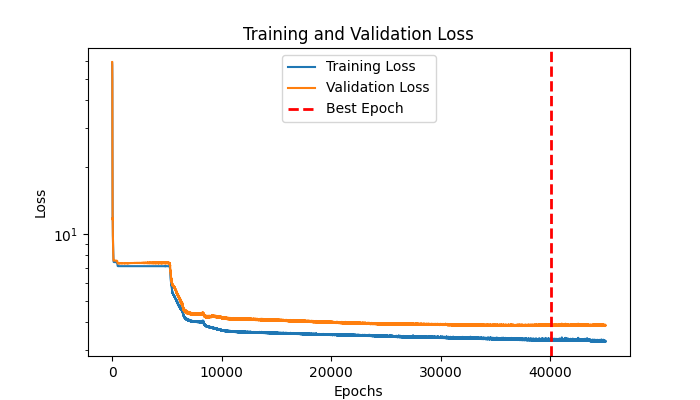 Training and Validation Loss
Training Loss
Validation Loss
Best Epoch
Loss
10¹
0
10000
20000
30000
40000
Epochs